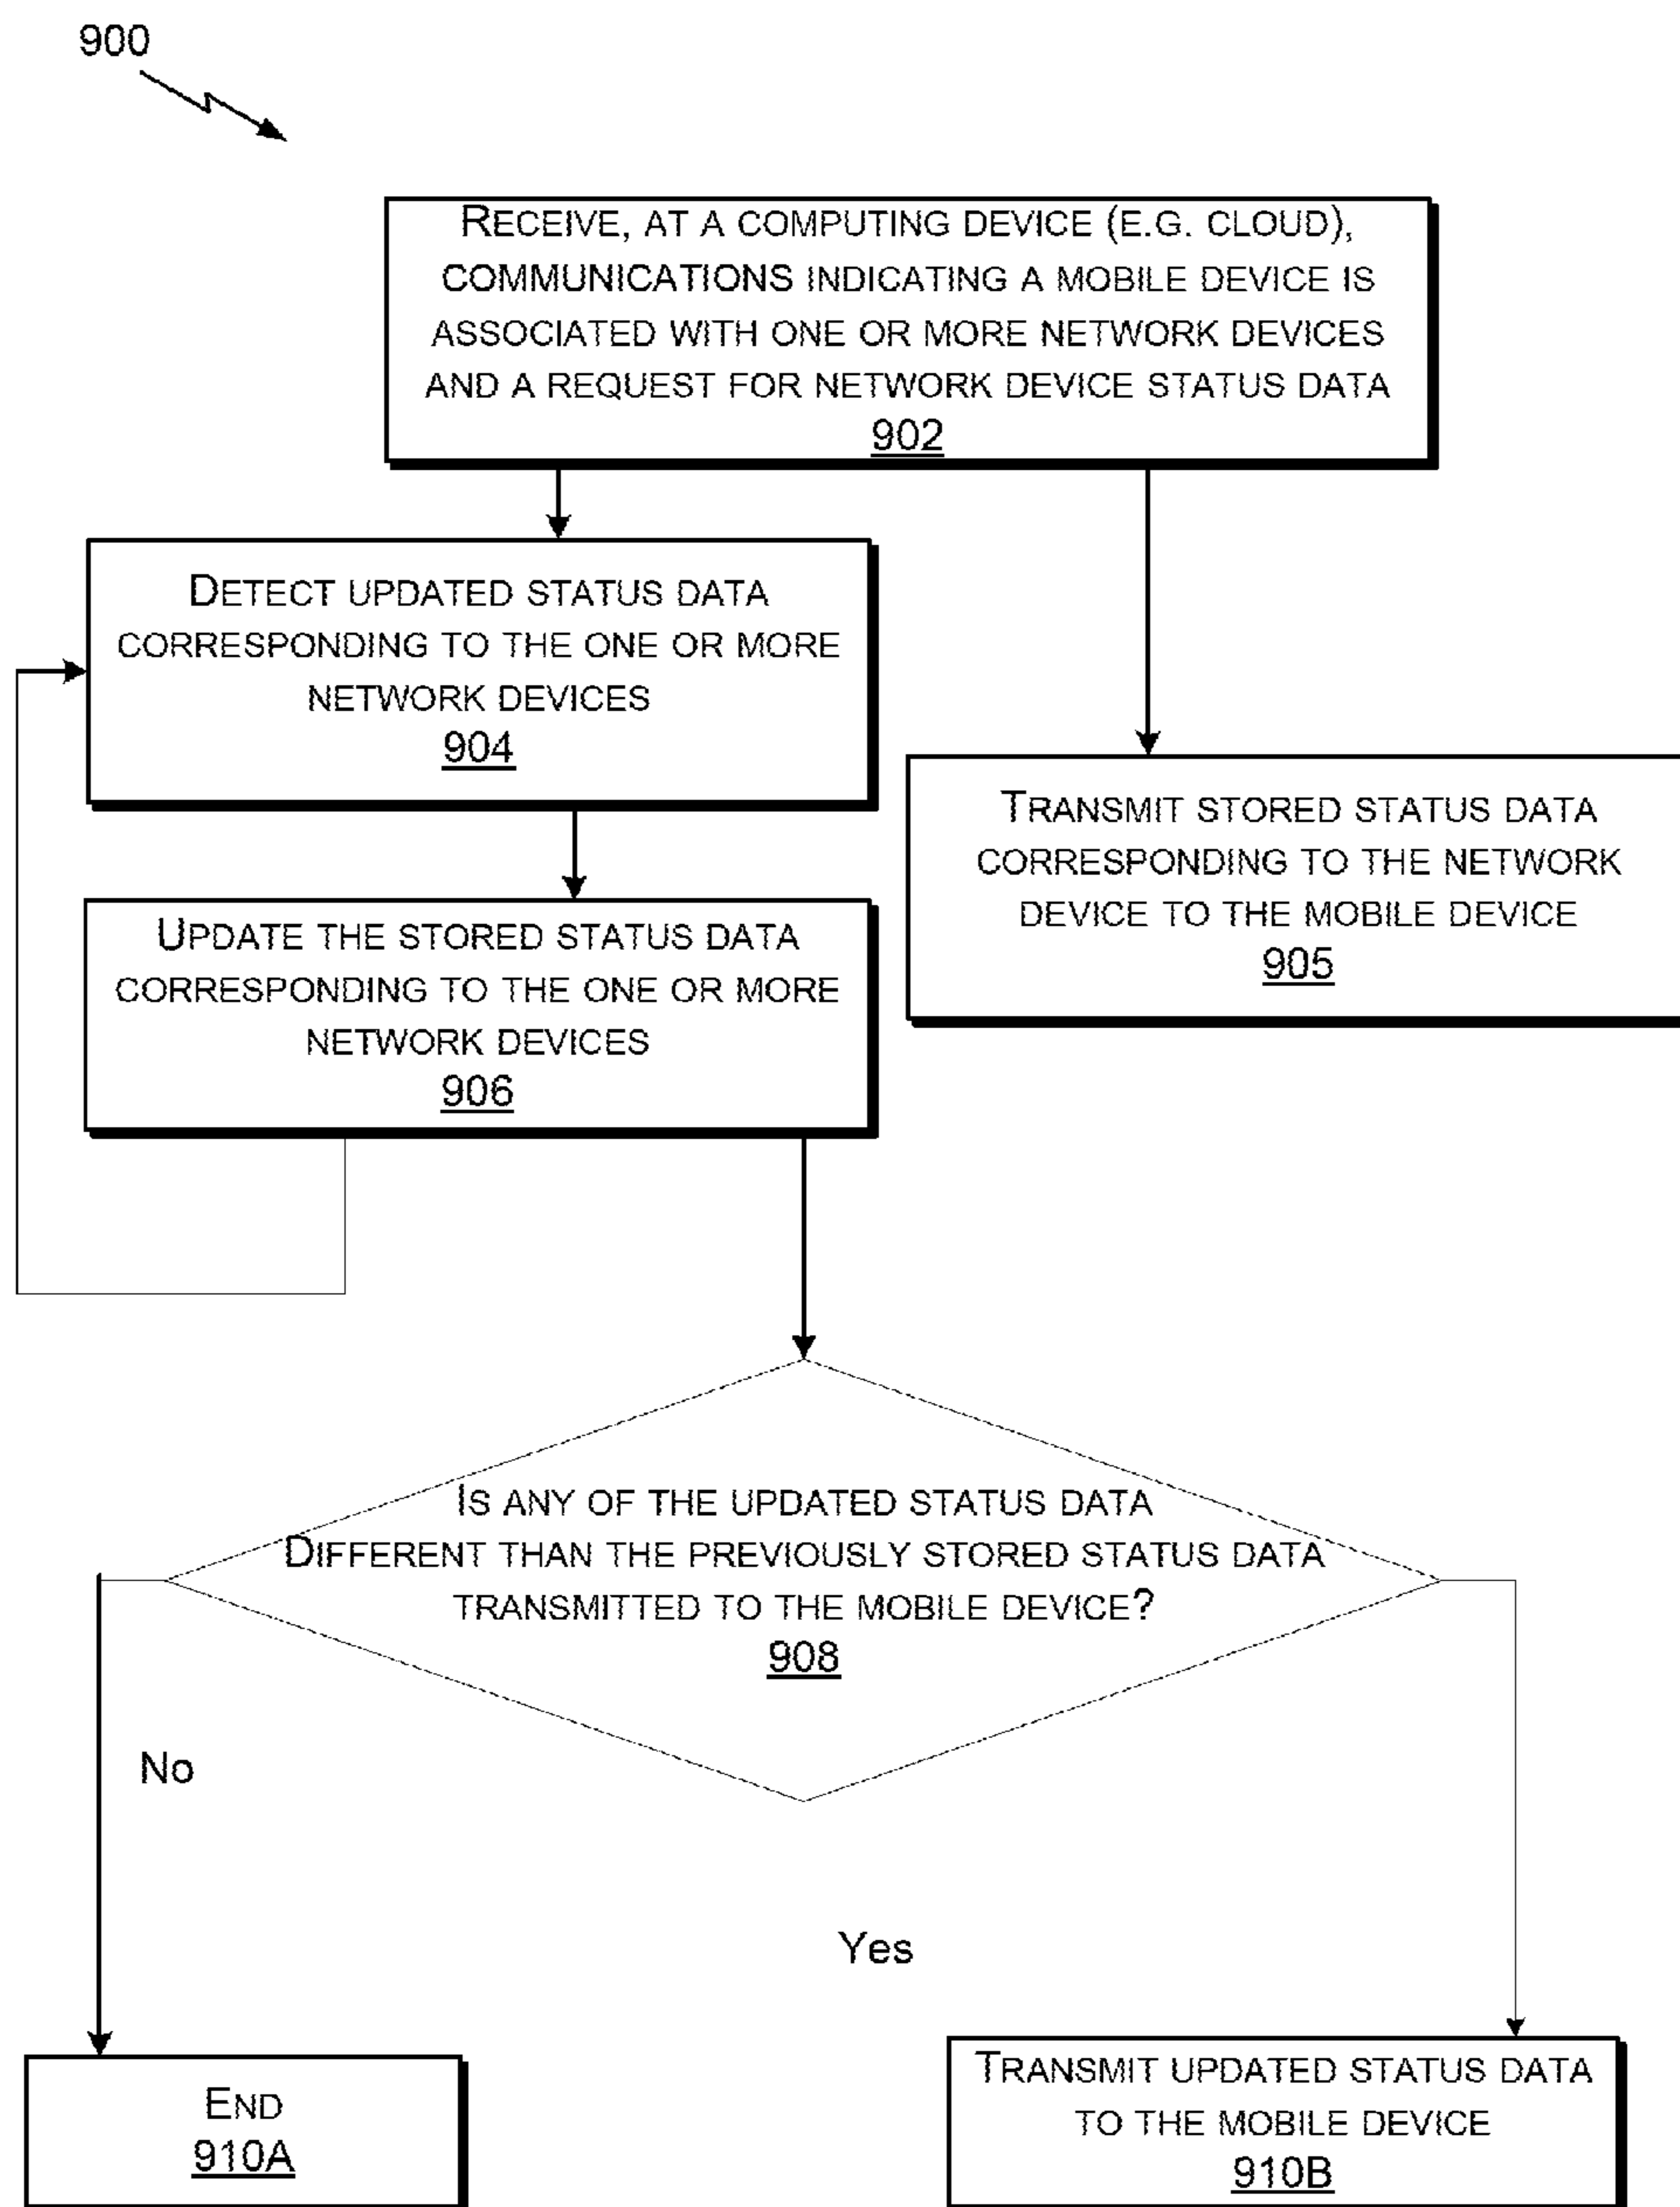 900
RECEIVE, AT A COMPUTING DEVICE (E.G. CLOUD),
COMMUNICATIONS INDICATING A MOBILE DEVICE IS
ASSOCIATED WITH ONE OR MORE NETWORK DEVICES
AND A REQUEST FOR NETWORK DEVICE STATUS DATA
902
DETECT UPDATED STATUS DATA
CORRESPONDING TO THE ONE OR MORE
NETWORK DEVICES
904
TRANSMIT STORED STATUS DATA
CORRESPONDING TO THE NETWORK
DEVICE TO THE MOBILE DEVICE
905
UPDATE THE STORED STATUS DATA
CORRESPONDING TO THE ONE OR MORE
NETWORK DEVICES
906
IS ANY OF THE UPDATED STATUS DATA
DIFFERENT THAN THE PREVIOUSLY STORED STATUS DATA
TRANSMITTED TO THE MOBILE DEVICE?
908
No
Yes
END
910A
TRANSMIT UPDATED STATUS DATA
TO THE MOBILE DEVICE
910B